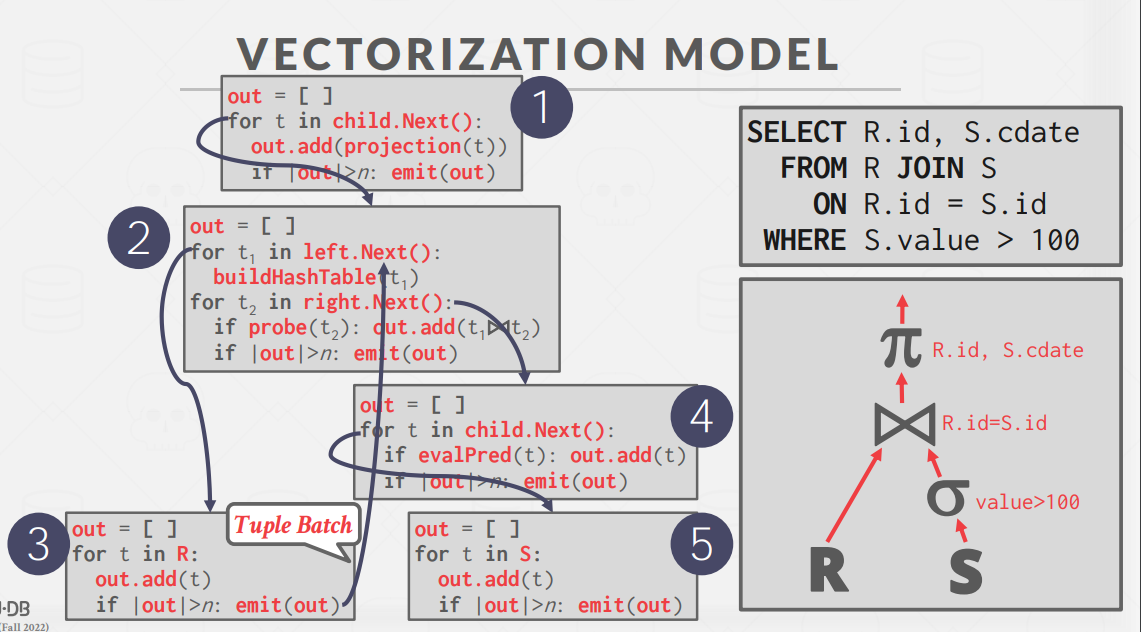 VECTORIZATION MODEL
1
out = [ ]
for t in child.Next():
out.add(projection(t))
if |out|>n: emit(out)
2
out = [ ]
for t₁ in left.Next():
buildHashTable(t₁)
for t₂ in right.Next():
if probe(t₂): out.add(t₁⋈t₂)
if |out|>n: emit(out)
4
out = [ ]
for t in child.Next():
if evalPred(t): out.add(t)
if |out|>n: emit(out)
3
Tuple Batch
out = [ ]
for t in R:
out.add(t)
if |out|>n: emit(out)
5
out = [ ]
for t in S:
out.add(t)
if |out|>n: emit(out)
SELECT R.id, S.cdate
FROM R JOIN S
ON R.id = S.id
WHERE S.value > 100
π R.id, S.cdate
⋈ R.id=S.id
σ value>100
R S
·DB
(Fall 2022)